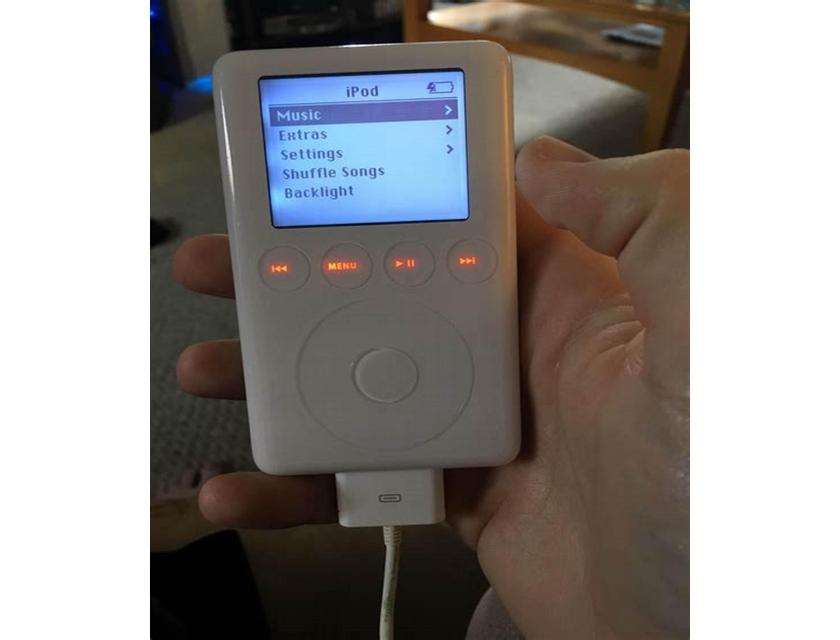 iPod
Music
Extras
Settings
Shuffle Songs
Backlight
MENU